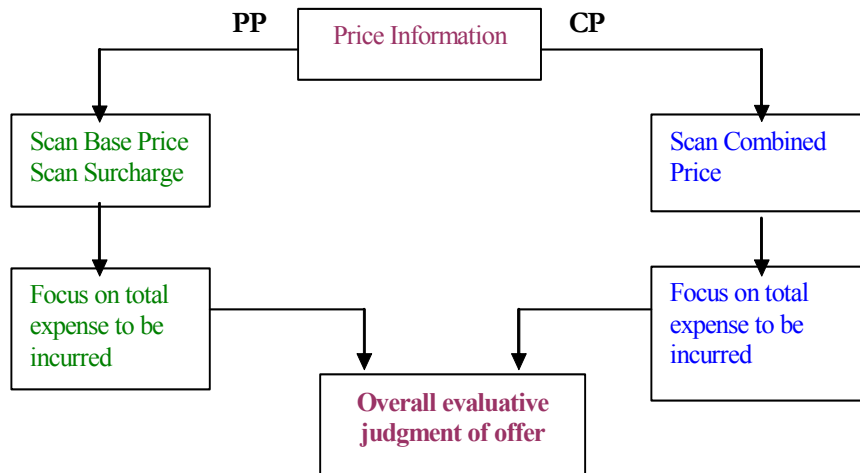 PP
Price Information
CP
Scan Base Price
Scan Surcharge
Scan Combined
Price
Focus on total
expense to be
incurred
Focus on total
expense to be
incurred
Overall evaluative
judgment of offer